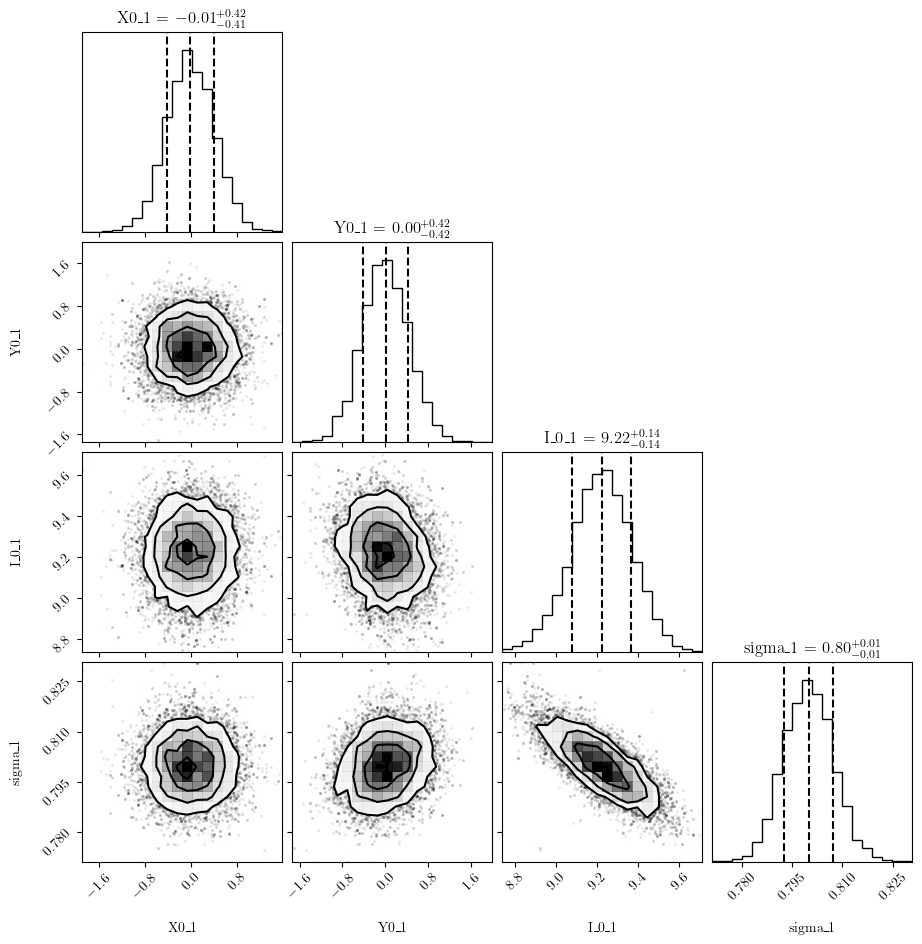 X0_1 = −0.01+0.42−0.41
Y0_1 = 0.00+0.42−0.42
1.6
0.8
0.0
−0.8
−1.6
Y0_1
I_0_1 = 9.22+0.14−0.14
9.6
9.4
9.2
9.0
8.8
I_0_1
sigma_1 = 0.80+0.01−0.01
0.825
0.810
0.795
0.780
sigma_1
−1.6 −0.8 0.0 0.8 −1.6 −0.8 0.0 0.8 1.6 8.8 9.0 9.2 9.4 9.6 0.780 0.795 0.810 0.825
X0_1 Y0_1 I_0_1 sigma_1